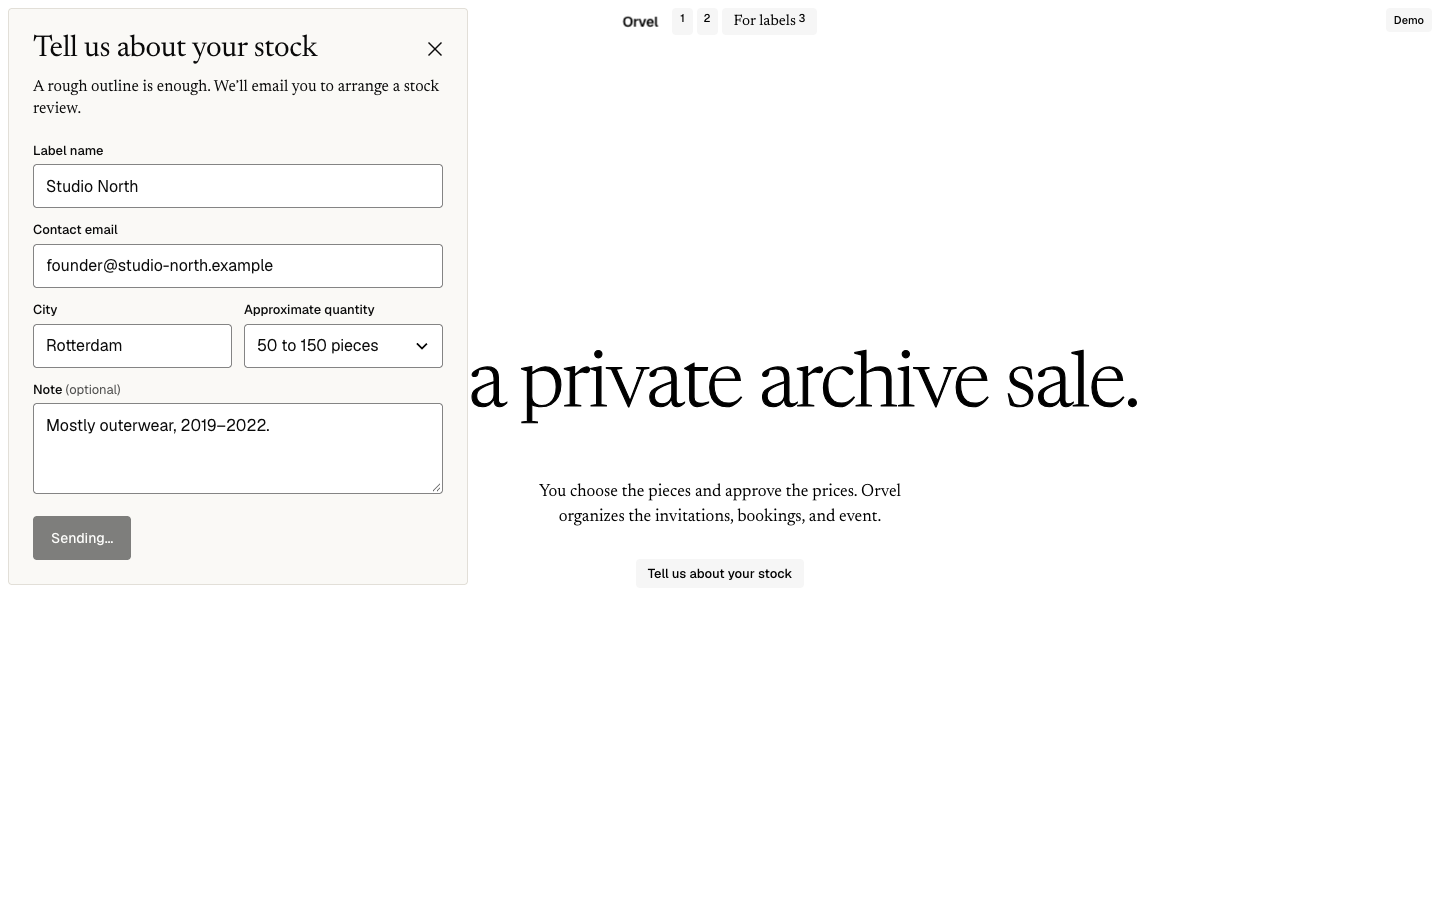 Tell us about your stock
A rough outline is enough. We’ll email you to arrange a stock
review.
Label name
Studio North
Contact email
founder@studio-north.example
City
Approximate quantity
Rotterdam
50 to 150 pieces
Note (optional)
Mostly outerwear, 2019–2022.
Sending…
Orvel
1
2
For labels 3
Demo
a private archive sale.
You choose the pieces and approve the prices. Orvel
organizes the invitations, bookings, and event.
Tell us about your stock